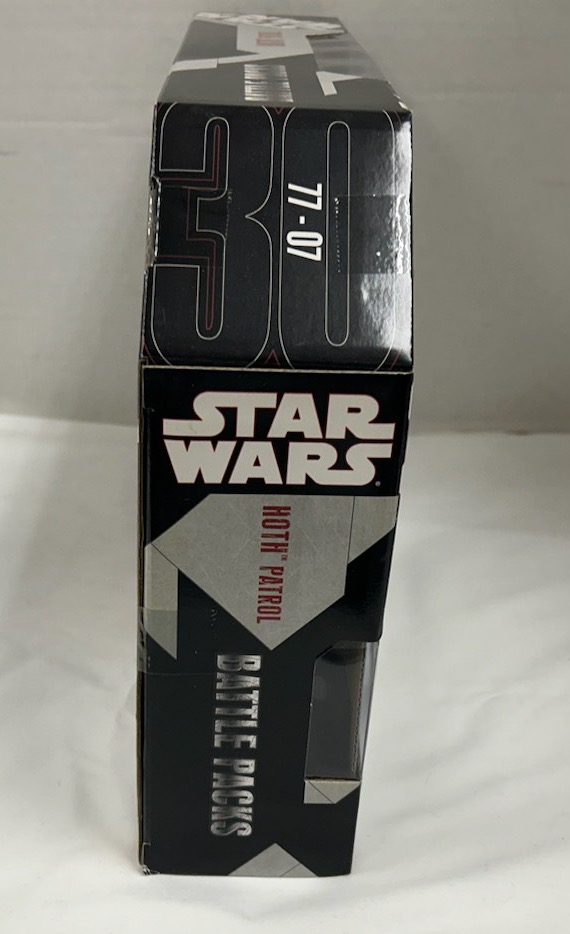 30
77 - 07
STAR
WARS®
HOTH™ PATROL
BATTLE PACKS